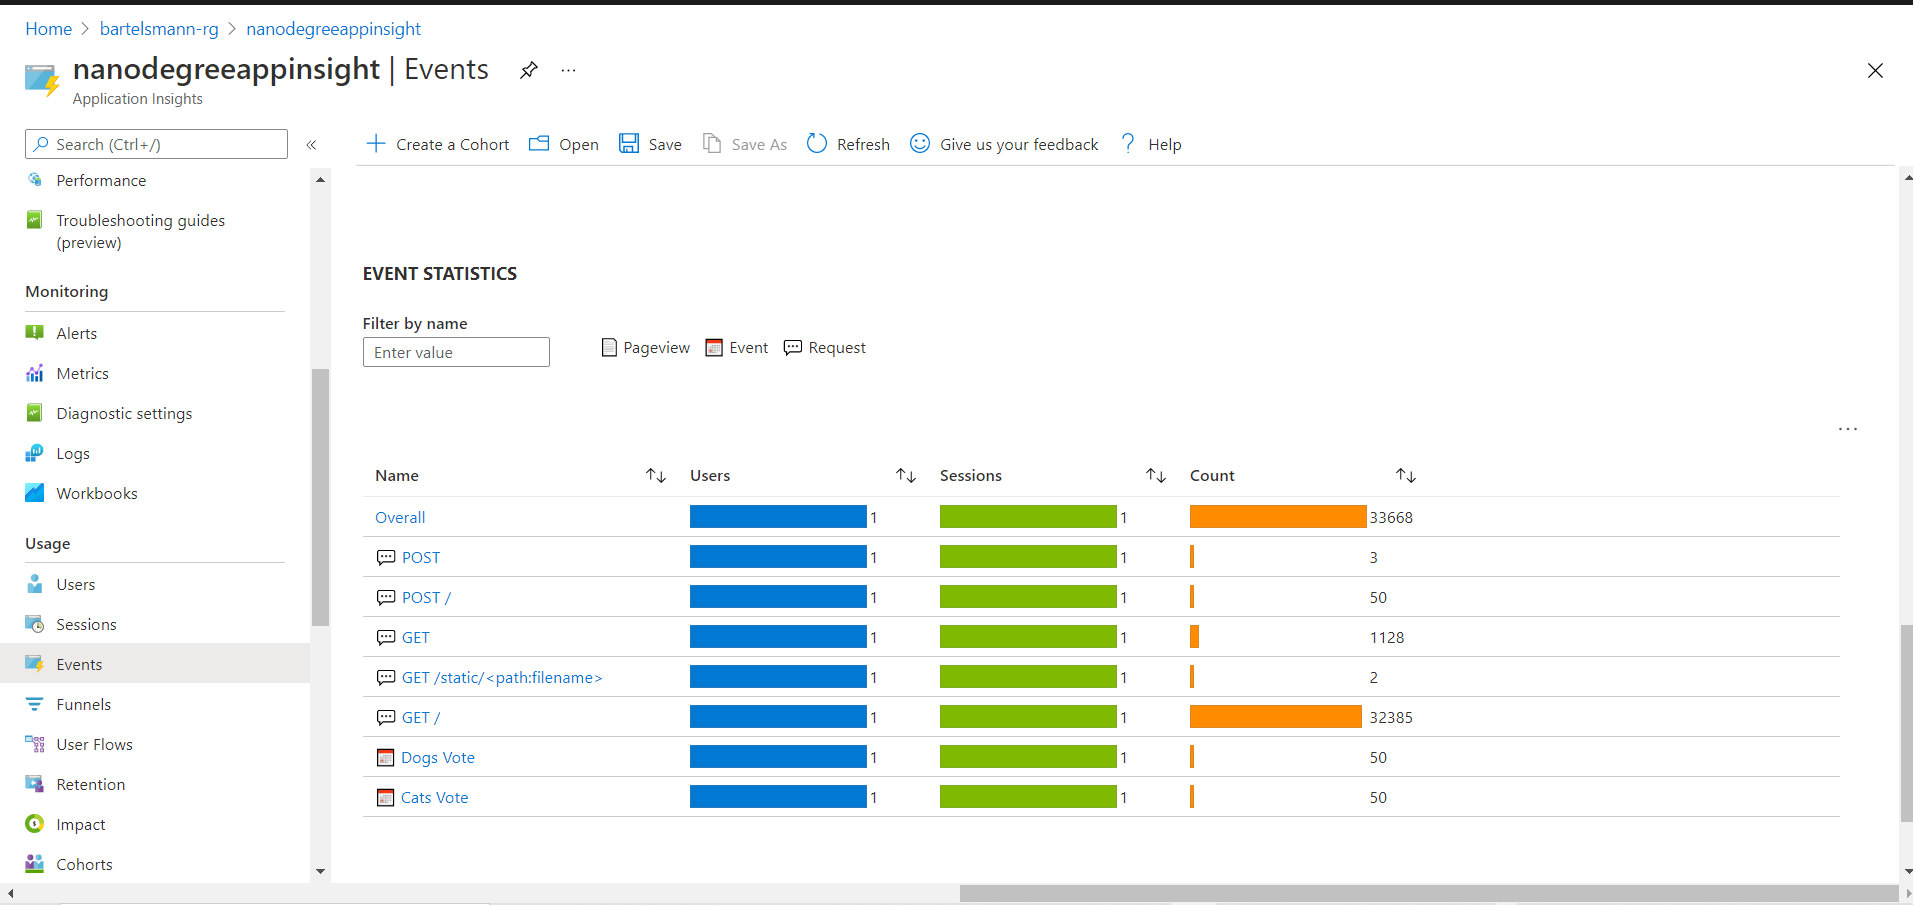 Home > bartelsmann-rg > nanodegreeappinsight
nanodegreeappinsight | Events
Application Insights
Search (Ctrl+/)
Performance
Troubleshooting guides
(preview)
Monitoring
Alerts
Metrics
Diagnostic settings
Logs
Workbooks
Usage
Users
Sessions
Events
Funnels
User Flows
Retention
Impact
Cohorts
Create a Cohort Open Save Save As Refresh Give us your feedback ? Help
EVENT STATISTICS
Filter by name
Enter value
Pageview Event Request
Name Users Sessions Count
Overall 1 1 33668
POST 1 1 3
POST / 1 1 50
GET 1 1 1128
GET /static/<path:filename> 1 1 2
GET / 1 1 32385
Dogs Vote 1 1 50
Cats Vote 1 1 50